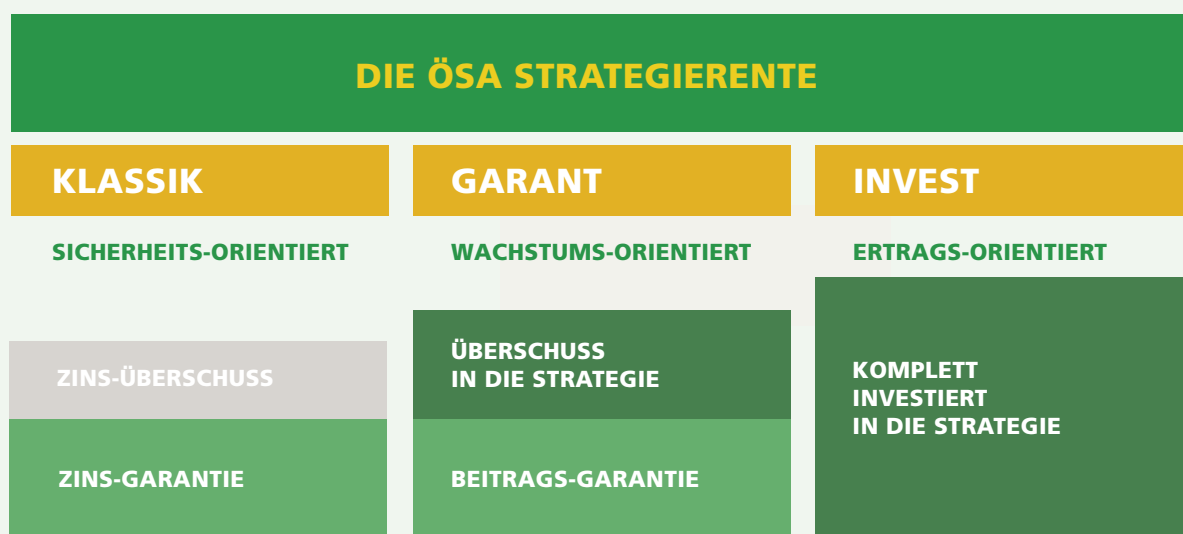 DIE ÖSA STRATEGIERENTE
KLASSIK
SICHERHEITS-ORIENTIERT
ZINS-ÜBERSCHUSS
ZINS-GARANTIE
GARANT
WACHSTUMS-ORIENTIERT
ÜBERSCHUSS
IN DIE STRATEGIE
BEITRAGS-GARANTIE
INVEST
ERTRAGS-ORIENTIERT
KOMPLETT
INVESTIERT
IN DIE STRATEGIE